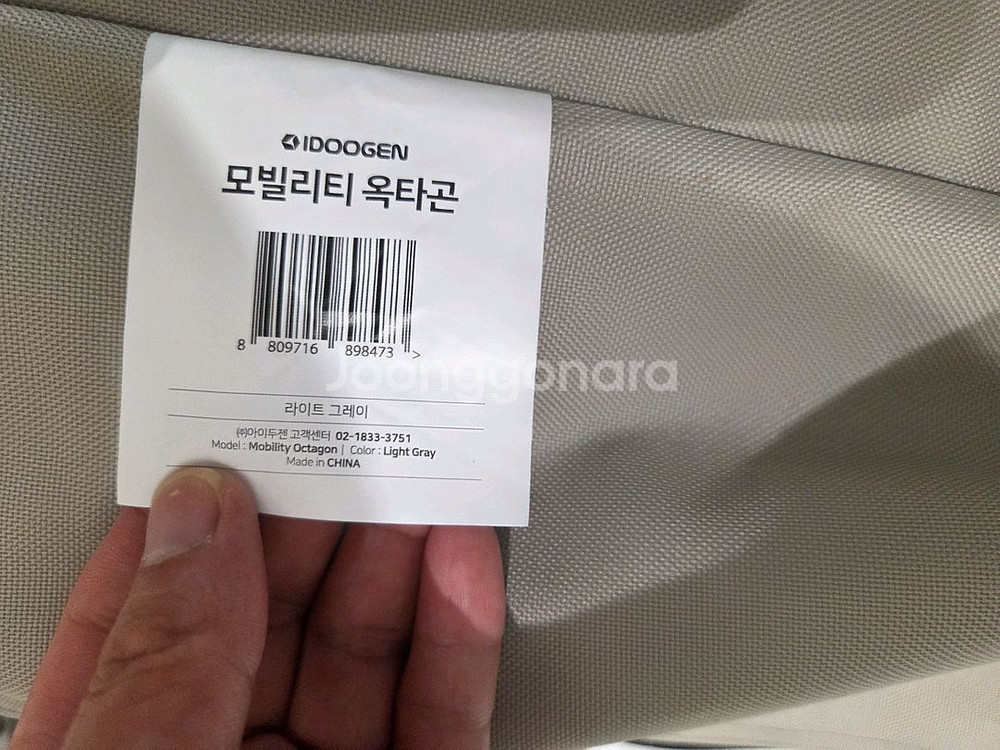 IDOOGEN
모빌리티 옥타곤
8 809716 898473 >
Joonggonara
라이트 그레이
㈜아이두젠 고객센터 02-1833-3751
Model : Mobility Octagon | Color : Light Gray
Made in CHINA